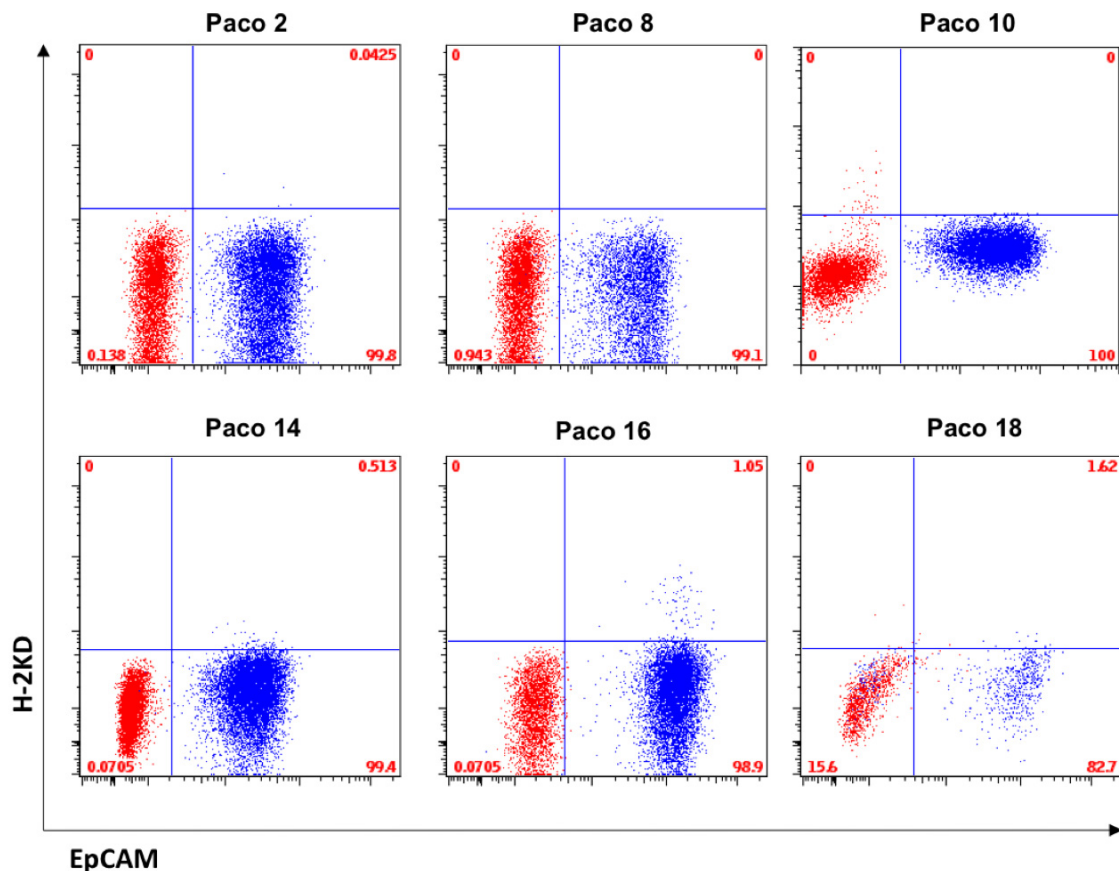 Paco 2 Paco 8 Paco 10
0 0.0425 0 0 0 0
0.138 99.8 0.943 99.1 0 100
Paco 14 Paco 16 Paco 18
0 0.513 0 1.05 0 1.62
0.0705 99.4 0.0705 98.9 15.6 82.7
H-2KD
EpCAM